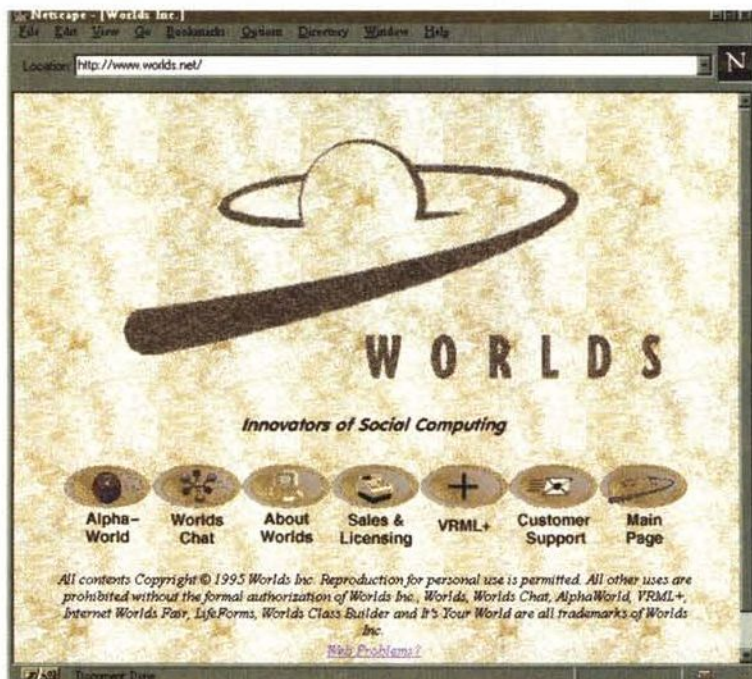 Netscape - [Worlds Inc.]
File Edit View Go Bookmarks Options Directory Window Help
Location: http://www.worlds.net/
N
WORLDS
Innovators of Social Computing
Alpha-World
Worlds Chat
About Worlds
Sales & Licensing
VRML+
Customer Support
Main Page
All contents Copyright © 1995 Worlds Inc. Reproduction for personal use is permitted. All other uses are
prohibited without the formal authorization of Worlds Inc., Worlds, Worlds Chat, AlphaWorld, VRML+,
Internet Worlds Fair, LifeForms, Worlds Class Builder and It's Your World are all trademarks of Worlds
Inc.
Web Problems?
Document Done